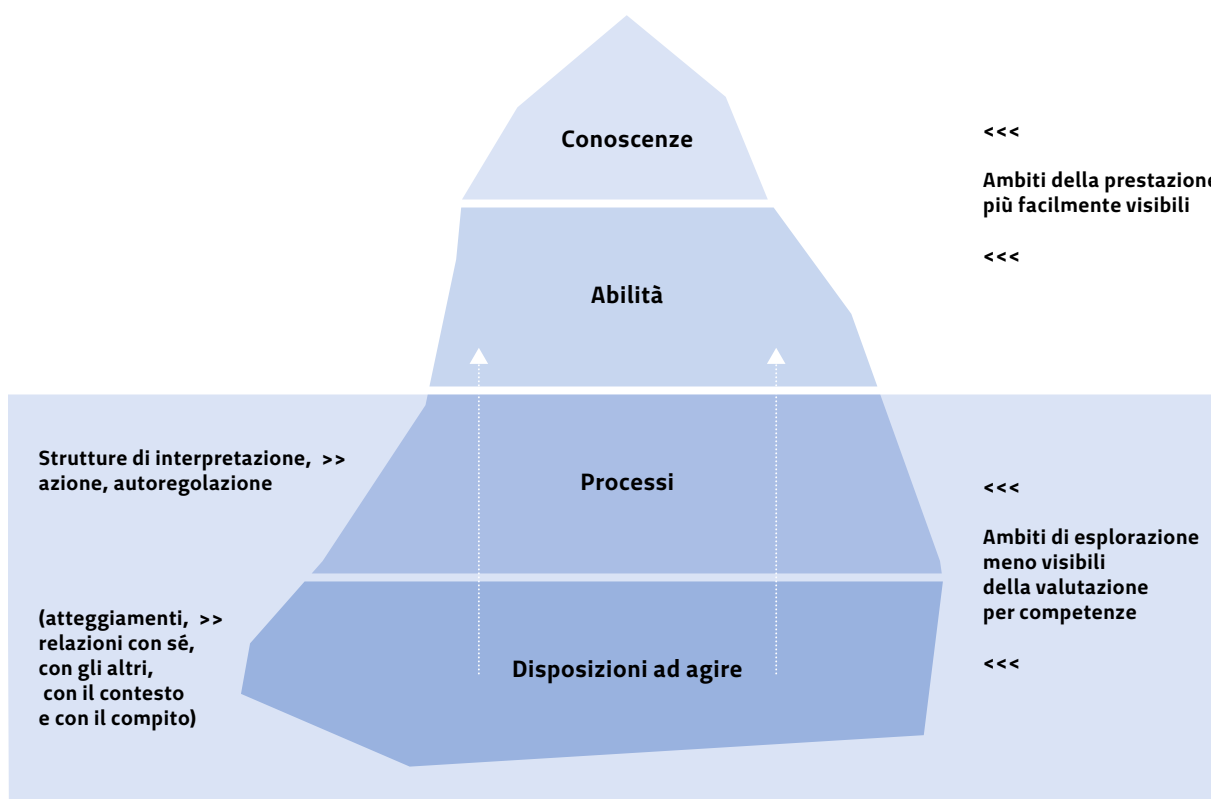 Conoscenze
<<<
Ambiti della prestazione
più facilmente visibili
<<<
Abilità
Strutture di interpretazione, >>
azione, autoregolazione
Processi
<<<
Ambiti di esplorazione
meno visibili
della valutazione
per competenze
<<<
(atteggiamenti, >>
relazioni con sé,
con gli altri,
con il contesto
e con il compito)
Disposizioni ad agire